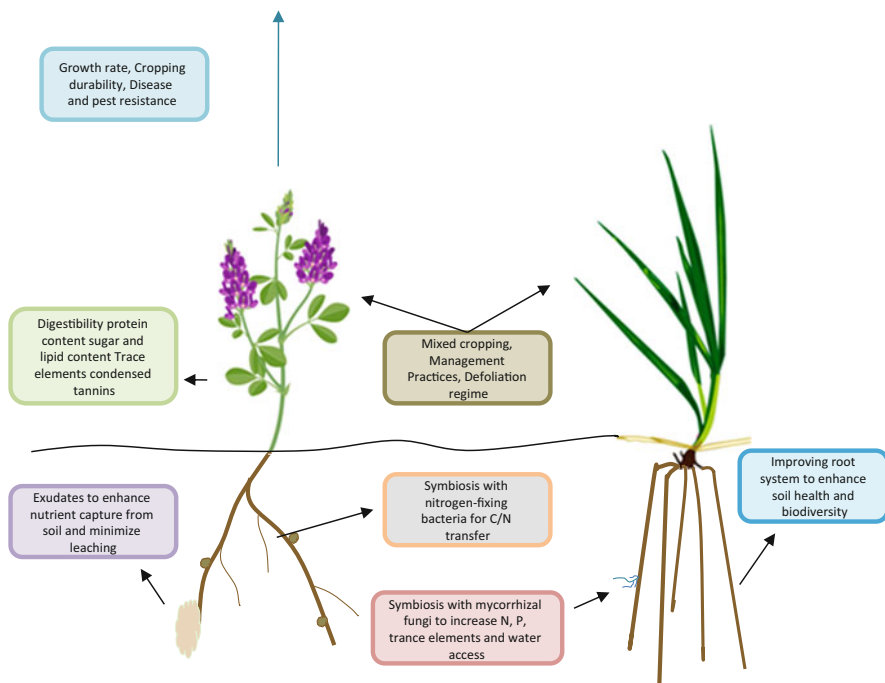 Growth rate, Cropping
durability, Disease
and pest resistance
Digestibility protein
content sugar and
lipid content Trace
elements condensed
tannins
Mixed cropping,
Management
Practices, Defoliation
regime
Exudates to enhance
nutrient capture from
soil and minimize
leaching
Symbiosis with
nitrogen-fixing
bacteria for C/N
transfer
Improving root
system to enhance
soil health and
biodiversity
Symbiosis with mycorrhizal
fungi to increase N, P,
trance elements and water
access